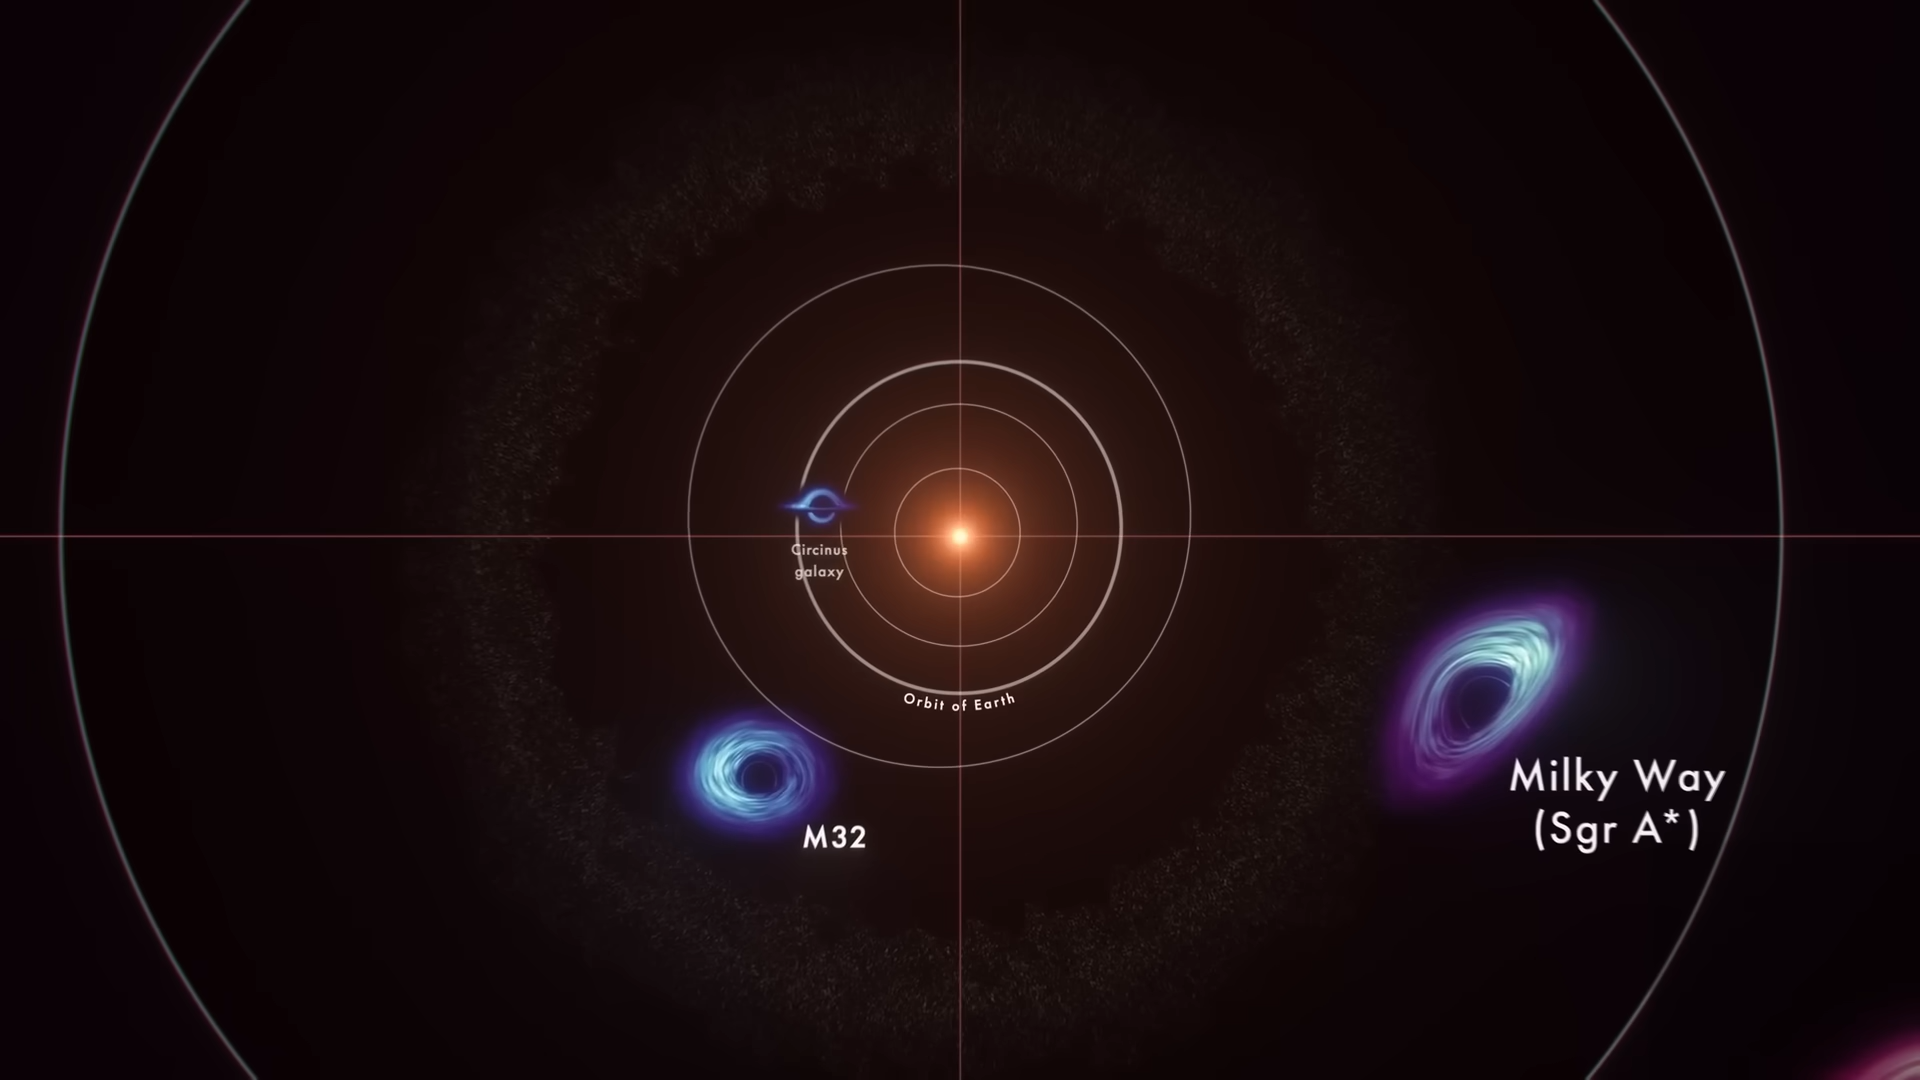 Circinus
galaxy
Orbit of Earth
Milky Way
(Sgr A*)
M32